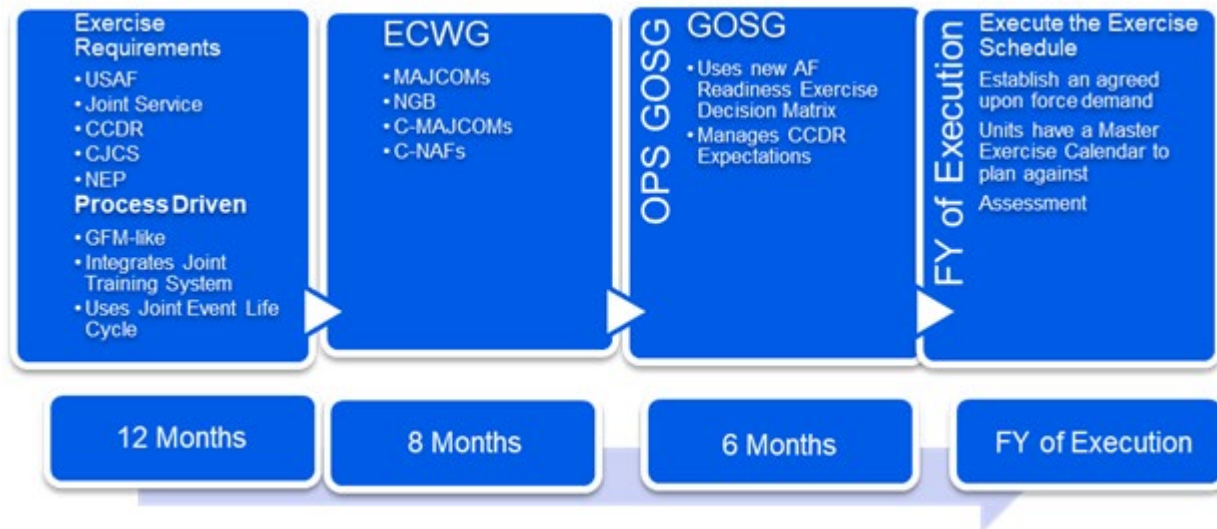 Exercise
Requirements
• USAF
• Joint Service
• CCDR
• CJCS
• NEP
Process Driven
• GFM-like
• Integrates Joint
Training System
• Uses Joint Event Life
Cycle
ECWG
• MAJCOMs
• NGB
• C-MAJCOMs
• C-NAFs
OPS GOSG
GOSG
• Uses new AF
Readiness Exercise
Decision Matrix
• Manages CCDR
Expectations
FY of Execution
Execute the Exercise
Schedule
Establish an agreed
upon force demand
Units have a Master
Exercise Calendar to
plan against
Assessment
12 Months
8 Months
6 Months
FY of Execution